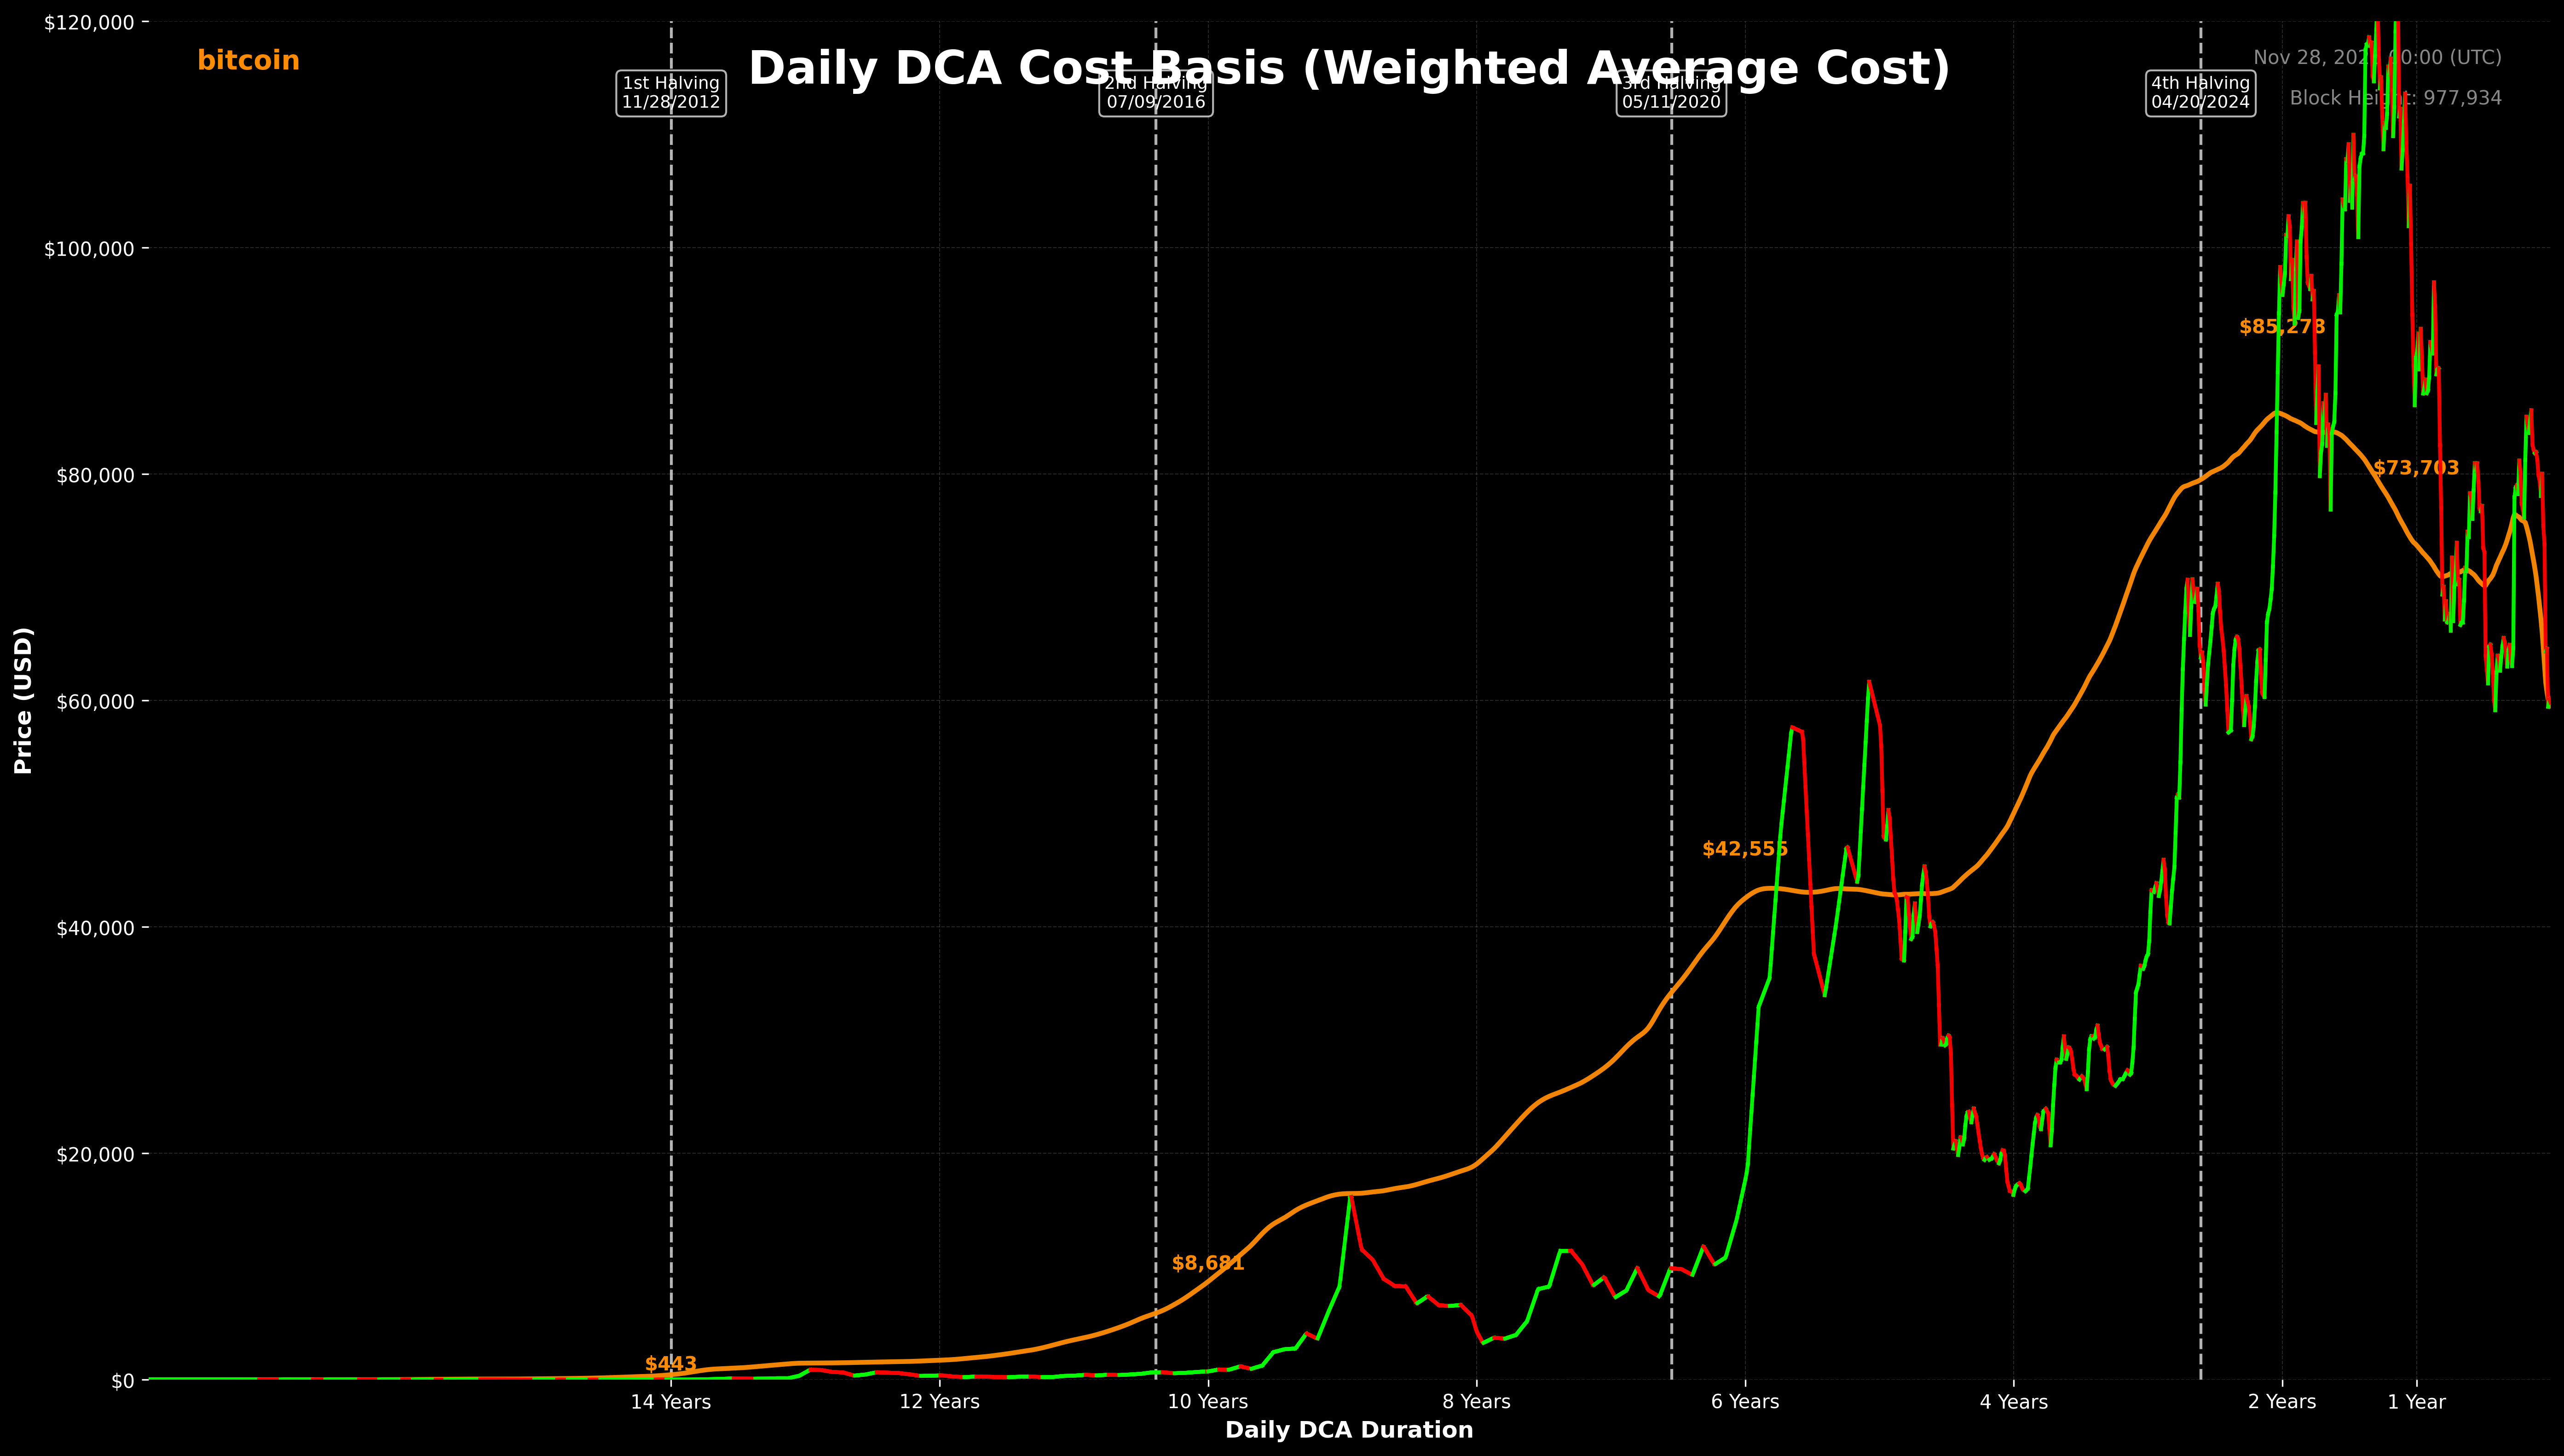 bitcoin
Daily DCA Cost Basis (Weighted Average Cost)
Nov 28, 202 00:00 (UTC)
Block Height: 977,934
1st Halving
11/28/2012
2nd Halving
07/09/2016
3rd Halving
05/11/2020
4th Halving
04/20/2024
$120,000
$100,000
$80,000
$60,000
$40,000
$20,000
$0
Price (USD)
$443
$8,681
$42,555
$85,278
$73,703
14 Years
12 Years
10 Years
8 Years
6 Years
4 Years
2 Years
1 Year
Daily DCA Duration